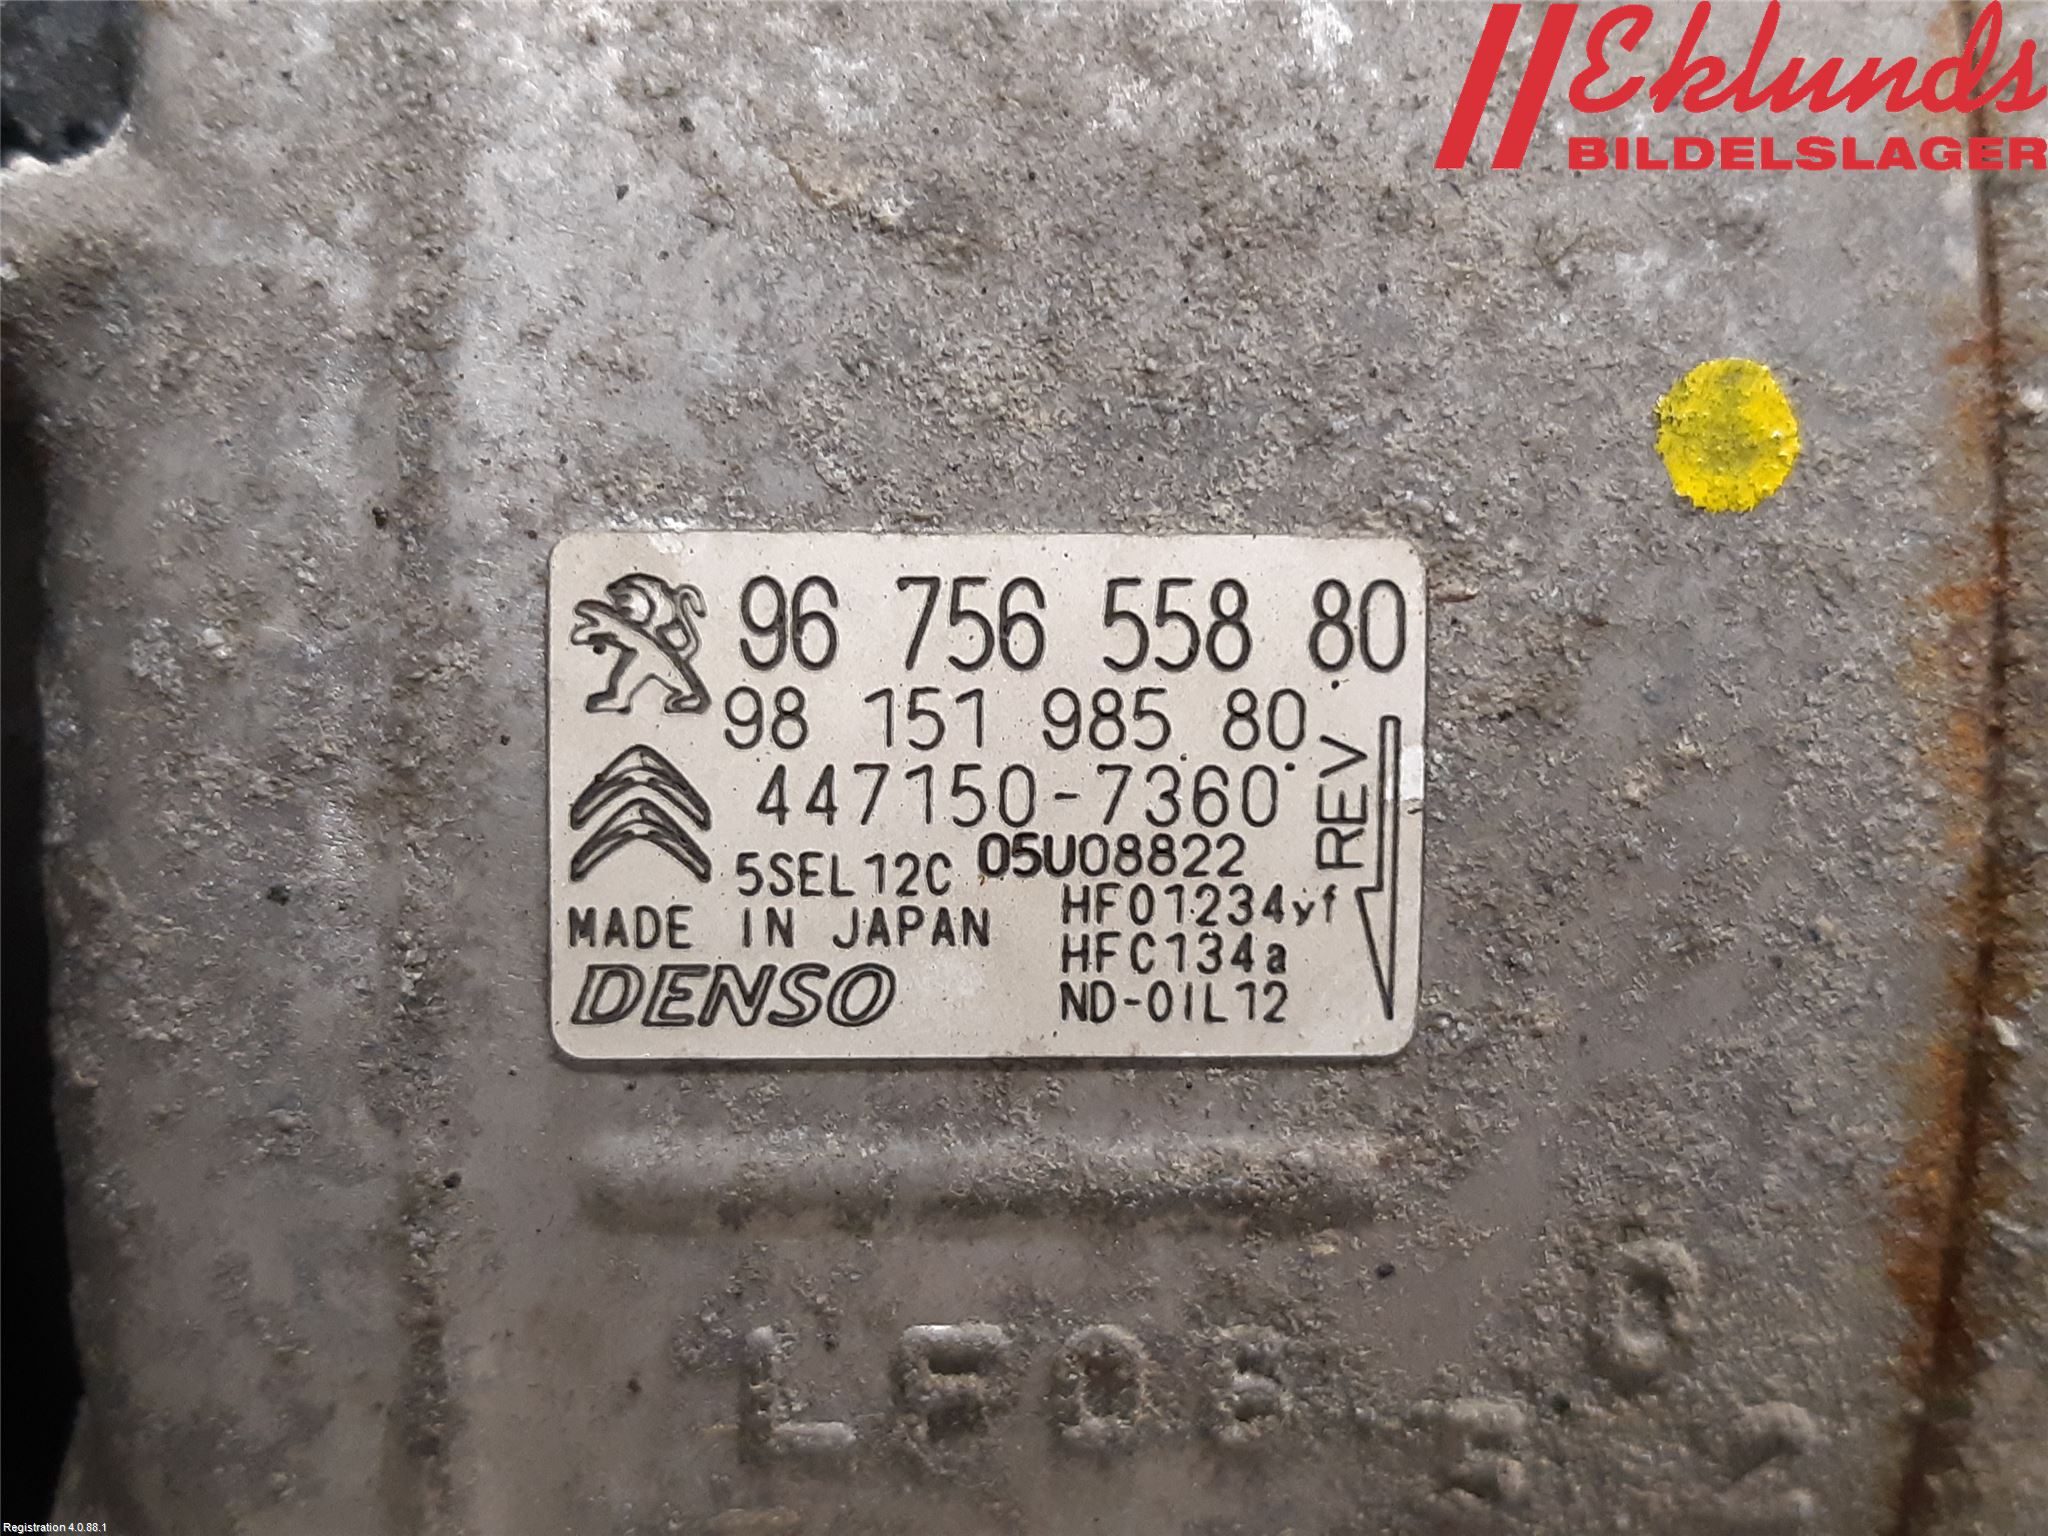 Eklunds
BILDELSLAGER
96 756 558 80
98 151 985 80
447150-7360
5SEL12C 05U08822
REV
MADE IN JAPAN
HFO1234yf
HFC134a
DENSO
ND-OIL12
Registration 4.0.88.1